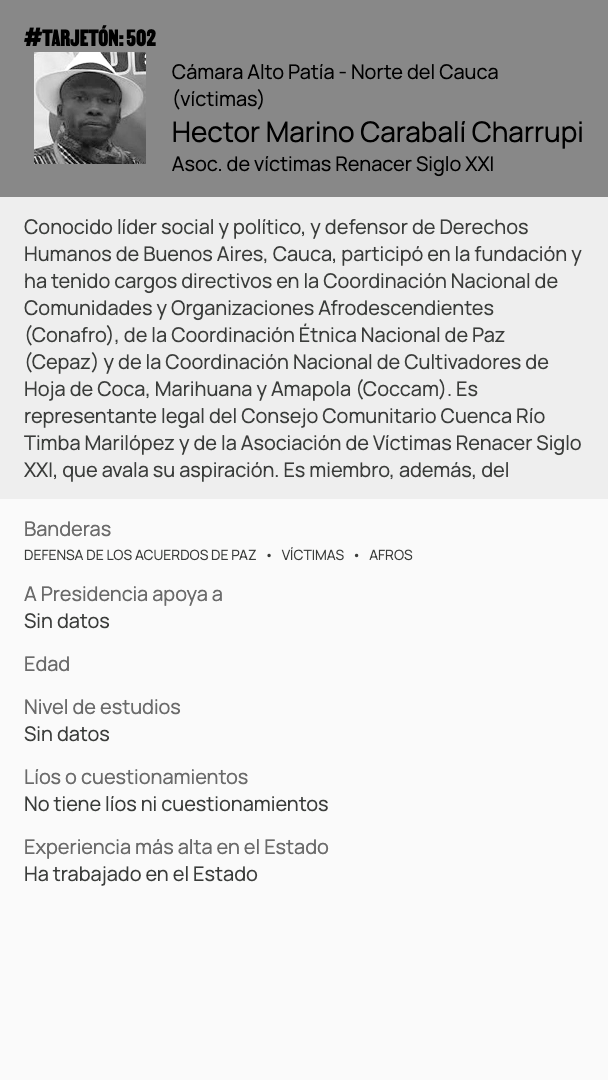 #TARJETÓN: 502
Cámara Alto Patía - Norte del Cauca
(víctimas)
Hector Marino Carabalí Charrupi
Asoc. de víctimas Renacer Siglo XXI
Conocido líder social y político, y defensor de Derechos
Humanos de Buenos Aires, Cauca, participó en la fundación y
ha tenido cargos directivos en la Coordinación Nacional de
Comunidades y Organizaciones Afrodescendientes
(Conafro), de la Coordinación Étnica Nacional de Paz
(Cepaz) y de la Coordinación Nacional de Cultivadores de
Hoja de Coca, Marihuana y Amapola (Coccam). Es
representante legal del Consejo Comunitario Cuenca Río
Timba Marilópez y de la Asociación de Víctimas Renacer Siglo
XXI, que avala su aspiración. Es miembro, además, del
Banderas
DEFENSA DE LOS ACUERDOS DE PAZ • VÍCTIMAS • AFROS
A Presidencia apoya a
Sin datos
Edad
Nivel de estudios
Sin datos
Líos o cuestionamientos
No tiene líos ni cuestionamientos
Experiencia más alta en el Estado
Ha trabajado en el Estado